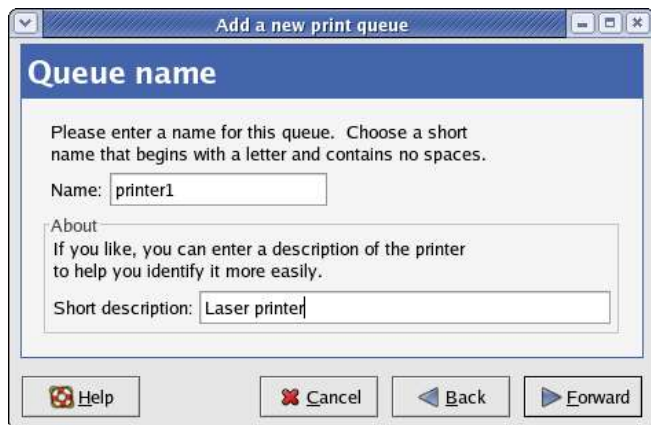 Add a new print queue
Queue name
Please enter a name for this queue. Choose a short
name that begins with a letter and contains no spaces.
Name: printer1
About
If you like, you can enter a description of the printer
to help you identify it more easily.
Short description: Laser printer
Help Cancel Back Forward